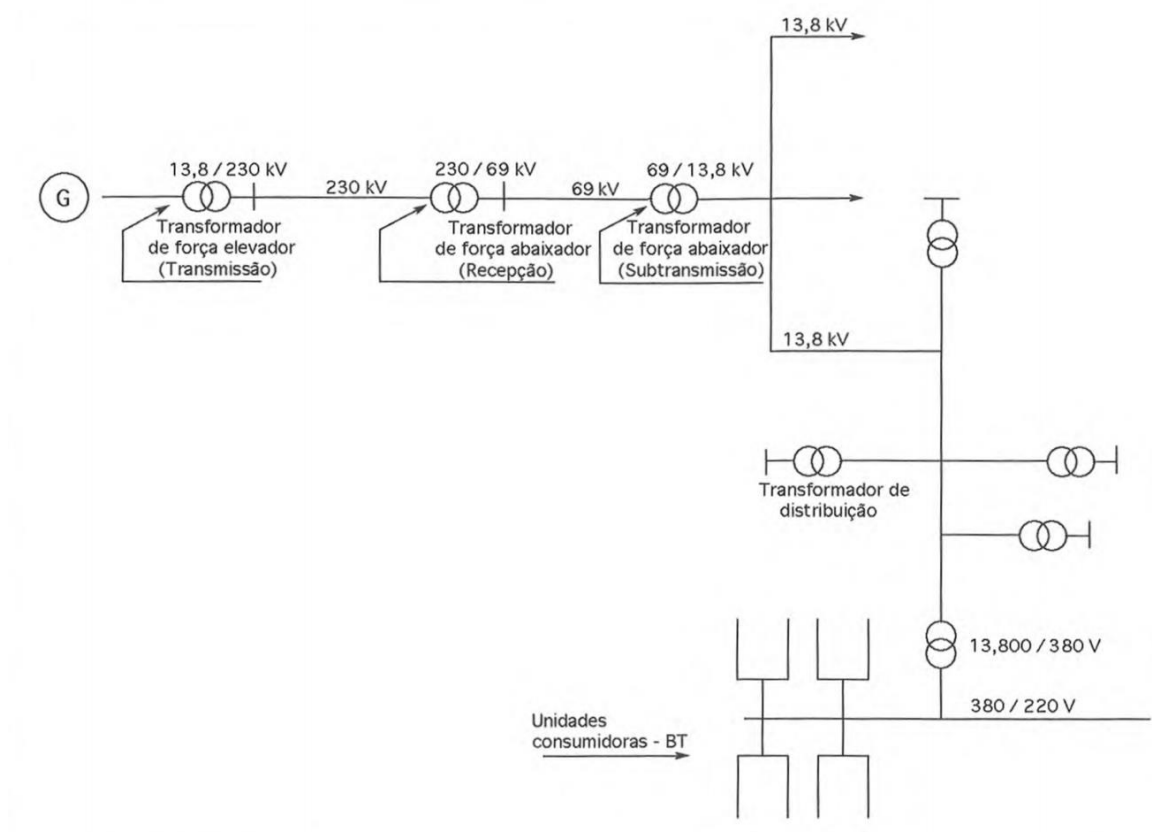 13,8 kV
13,8 / 230 kV
230 / 69 kV
69 / 13,8 kV
G
230 kV
69 kV
Transformador
de força elevador
(Transmissão)
Transformador
de força abaixador
(Recepção)
Transformador
de força abaixador
(Subtransmissão)
13,8 kV
Transformador de
distribuição
13,800 / 380 V
380 / 220 V
Unidades
consumidoras - BT